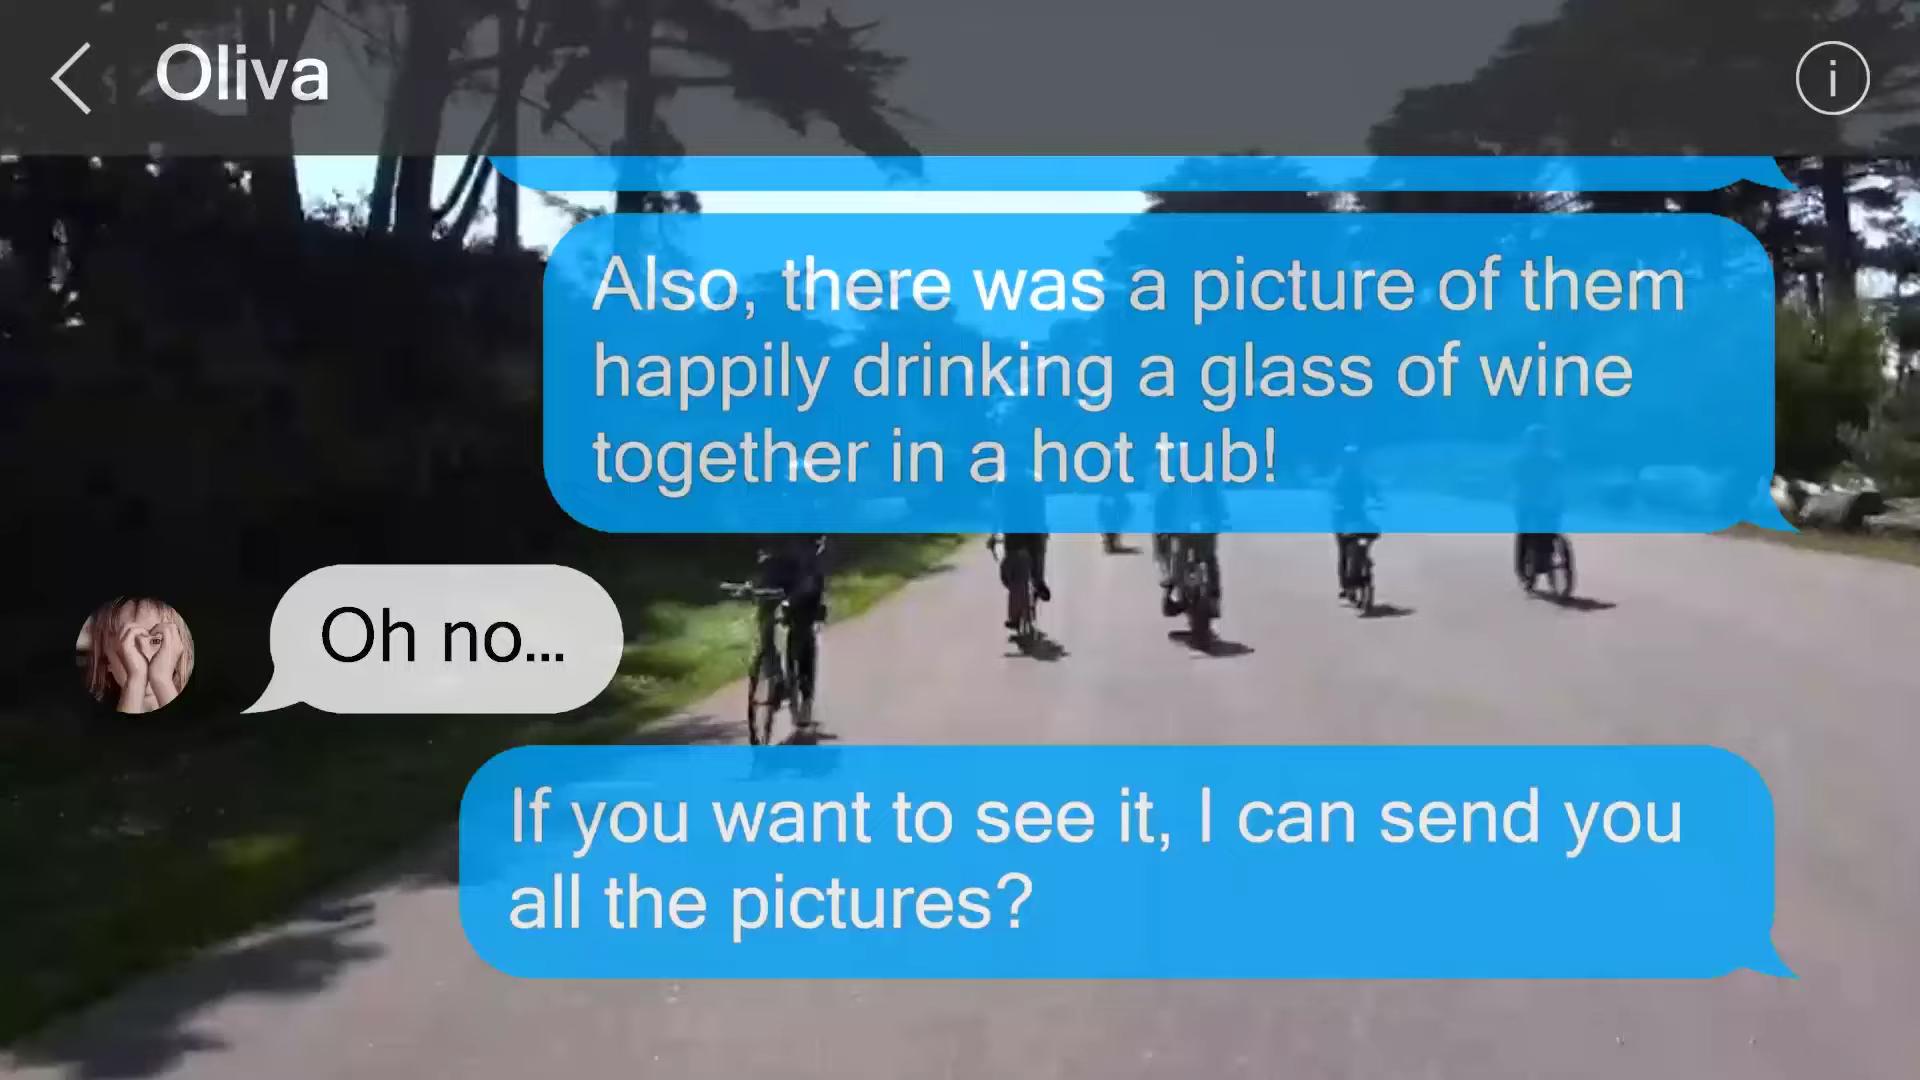 Oliva
Also, there was a picture of them
happily drinking a glass of wine
together in a hot tub!
Oh no...
If you want to see it, I can send you
all the pictures?